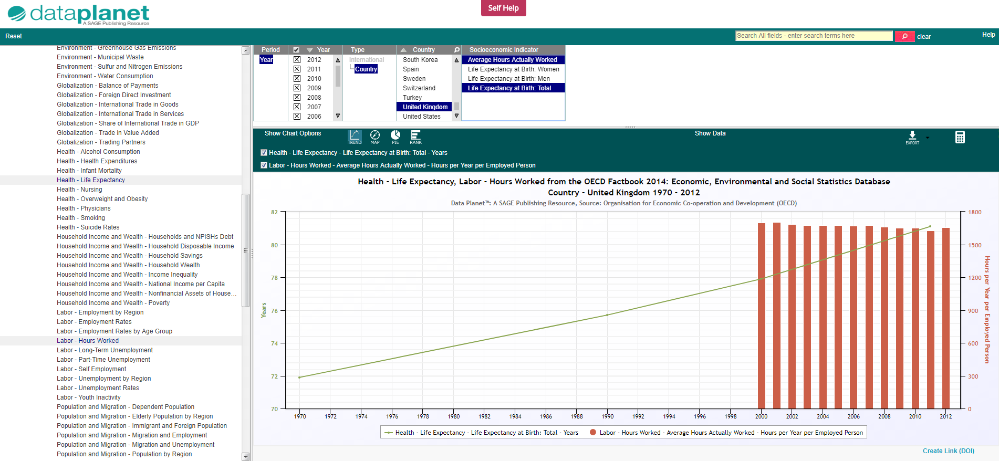 dataplanet
A SAGE Publishing Resource
Self Help
Reset
Search All fields - enter search terms here
clear
Help
Environment - Greenhouse Gas Emissions
Environment - Municipal Waste
Environment - Sulfur and Nitrogen Emissions
Environment - Water Consumption
Globalization - Balance of Payments
Globalization - Foreign Direct Investment
Globalization - International Trade in Goods
Globalization - International Trade in Services
Globalization - Share of International Trade in GDP
Globalization - Trade in Value Added
Globalization - Trading Partners
Health - Alcohol Consumption
Health - Health Expenditures
Health - Infant Mortality
Health - Life Expectancy
Health - Nursing
Health - Overweight and Obesity
Health - Physicians
Health - Smoking
Health - Suicide Rates
Household Income and Wealth - Households and NPISHs Debt
Household Income and Wealth - Household Disposable Income
Household Income and Wealth - Household Savings
Household Income and Wealth - Household Wealth
Household Income and Wealth - Income Inequality
Household Income and Wealth - National Income per Capita
Household Income and Wealth - Nonfinancial Assets of House...
Household Income and Wealth - Poverty
Labor - Employment by Region
Labor - Employment Rates
Labor - Employment Rates by Age Group
Labor - Hours Worked
Labor - Long-Term Unemployment
Labor - Part-Time Unemployment
Labor - Self Employment
Labor - Unemployment by Region
Labor - Unemployment Rates
Labor - Youth Inactivity
Population and Migration - Dependent Population
Population and Migration - Elderly Population by Region
Population and Migration - Immigrant and Foreign Population
Population and Migration - Migration and Employment
Population and Migration - Migration and Unemployment
Population and Migration - Population by Region
Period
Year
Year
2012
2011
2010
2009
2008
2007
2006
Type
International
Country
Country
South Korea
Spain
Sweden
Switzerland
Turkey
United Kingdom
United States
Socioeconomic Indicator
Average Hours Actually Worked
Life Expectancy at Birth: Women
Life Expectancy at Birth: Men
Life Expectancy at Birth: Total
Show Chart Options
TREND
MAP
PIE
RANK
Show Data
EXPORT
Health - Life Expectancy - Life Expectancy at Birth: Total - Years
Labor - Hours Worked - Average Hours Actually Worked - Hours per Year per Employed Person
Health - Life Expectancy, Labor - Hours Worked from the OECD Factbook 2014: Economic, Environmental and Social Statistics Database
Country - United Kingdom 1970 - 2012
Data Planet™: A SAGE Publishing Resource, Source: Organisation for Economic Co-operation and Development (OECD)
82
80
78
76
74
72
70
Years
1800
1500
1200
900
600
300
0
Hours per Year per Employed Person
1970 1972 1974 1976 1978 1980 1982 1984 1986 1988 1990 1992 1994 1996 1998 2000 2002 2004 2006 2008 2010 2012
Health - Life Expectancy - Life Expectancy at Birth: Total - Years
Labor - Hours Worked - Average Hours Actually Worked - Hours per Year per Employed Person
Create Link (DOI)